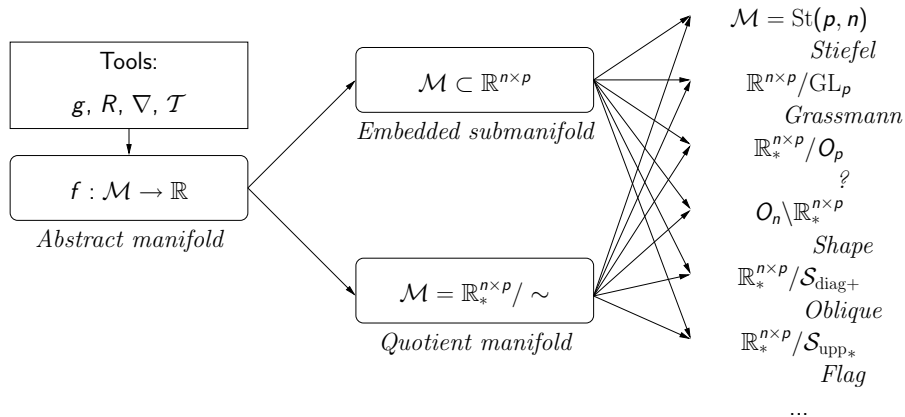 Tools:
g, R, ∇, 𝒯
f : ℳ → ℝ
Abstract manifold
ℳ ⊂ ℝ^{n×p}
Embedded submanifold
ℳ = ℝ_*^{n×p}/ ∼
Quotient manifold
ℳ = St(p, n)
Stiefel
ℝ^{n×p}/GL_p
Grassmann
ℝ_*^{n×p}/O_p
?
O_n\ℝ_*^{n×p}
Shape
ℝ_*^{n×p}/𝒮_{diag+}
Oblique
ℝ_*^{n×p}/𝒮_{upp*}
Flag
...